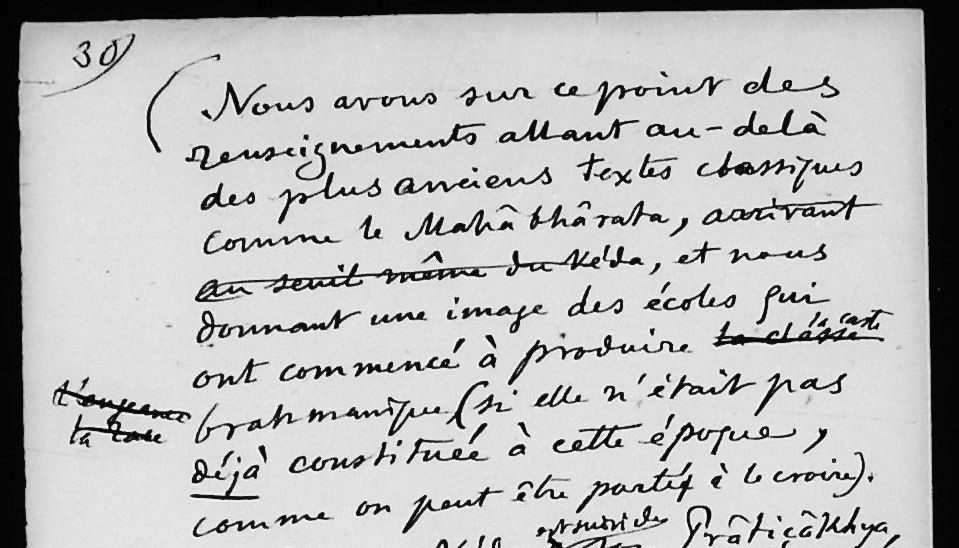 30
(Nous avons sur ce point des
renseignements allant au-delà
des plus anciens textes classiques
comme le Mahâbhârata, arrivant
au seuil même du Véda, et nous
donnant une image des écoles qui
la caste
ont commencé à produire la classe
brahmanique (si elle n'était pas
la race
déjà constituée à cette époque,
comme on peut être porté à le croire).
est suivi de Prâtiçâkhya,